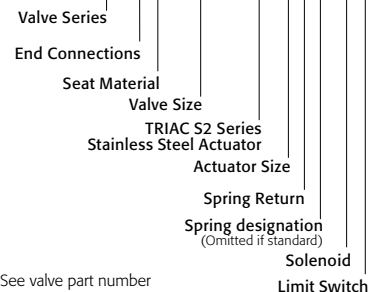 Valve Series
End Connections
Seat Material
Valve Size
TRIAC S2 Series
Stainless Steel Actuator
Actuator Size
Spring Return
Spring designation
(Omitted if standard)
Solenoid
See valve part number
Limit Switch